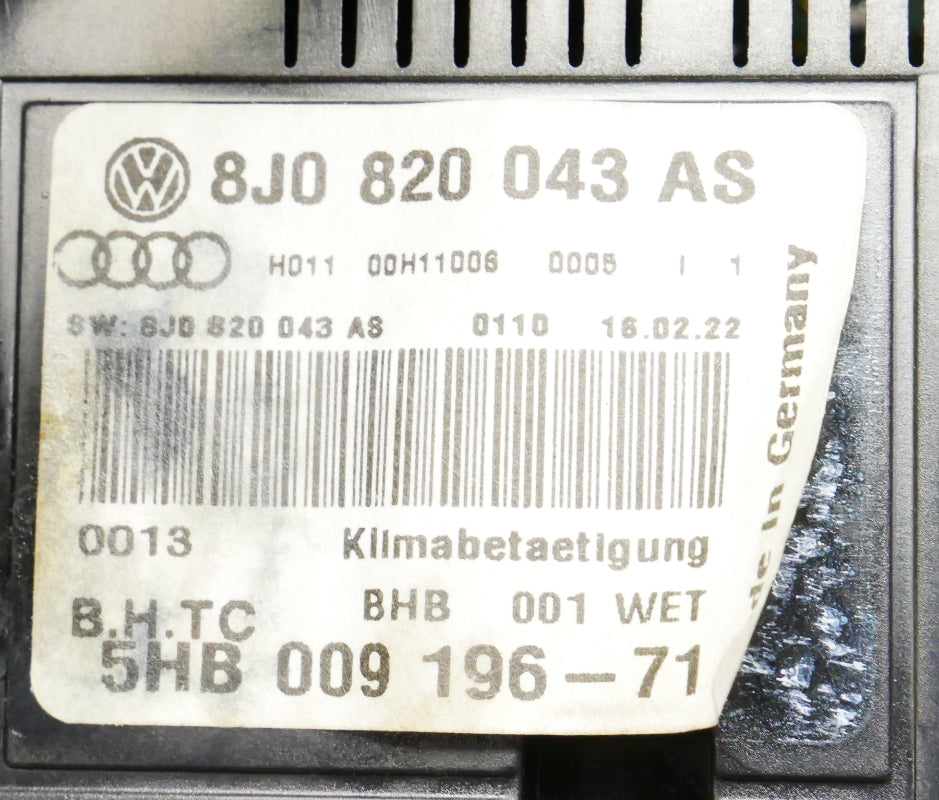 8J0 820 043 AS
H011 00H11006 0005 I 1
SW: 8J0 820 043 AS 0110 16.02.22
0013 Klimabetaetigung
B.H.TC BHB 001 WET
5HB 009 196-71
in Germany